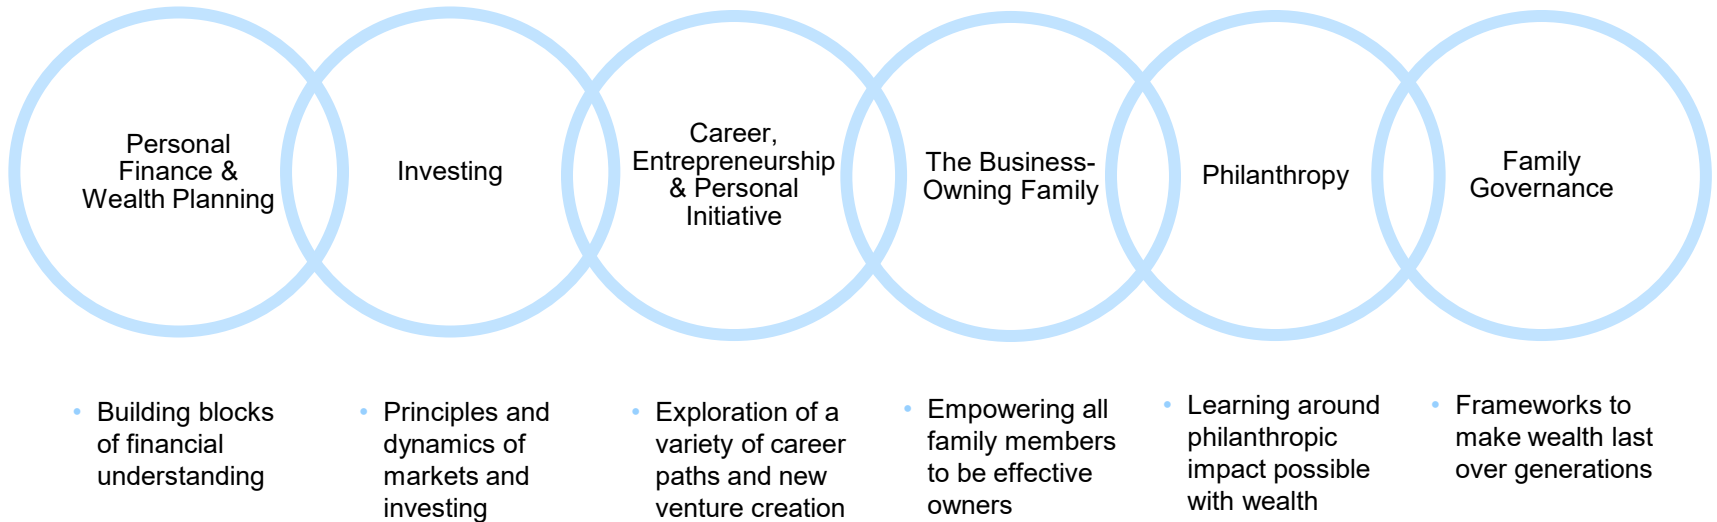 Personal
Finance &
Wealth Planning
Investing
Career,
Entrepreneurship
& Personal
Initiative
The Business-
Owning Family
Philanthropy
Family
Governance
• Building blocks
of financial
understanding
• Principles and
dynamics of
markets and
investing
• Exploration of a
variety of career
paths and new
venture creation
• Empowering all
family members
to be effective
owners
• Learning around
philanthropic
impact possible
with wealth
• Frameworks to
make wealth last
over generations